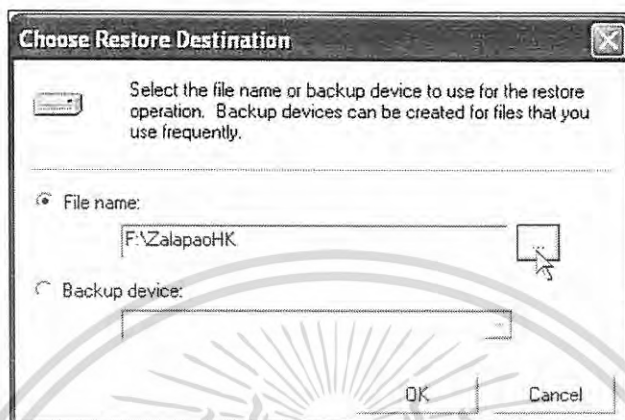 Choose Restore Destination
Select the file name or backup device to use for the restore
operation. Backup devices can be created for files that you
use frequently.
File name:
F:\ZalapaoHK
...
Backup device:
OK
Cancel